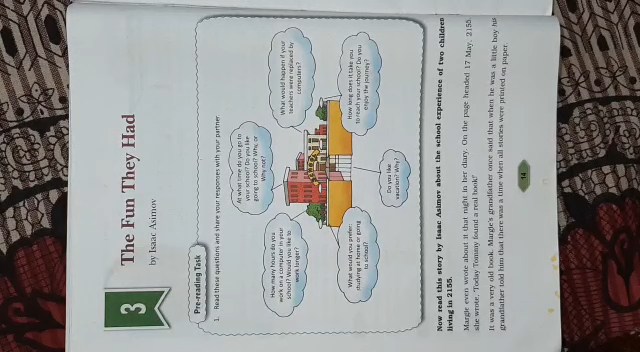 3
The Fun They Had
by Isaac Asimov
Pre-reading Task
1. Read these questions and share your responses with your partner.
At what time do you go to
your school? Do you like
going to school? Why, or
Why not?
What would happen if your
teachers were replaced by
computers?
How many hours do you
work on a computer in your
school? Would you like to
work longer?
How long does it take you
to reach your school? Do you
enjoy the journey?
What would you prefer:
studying at home or going
to school?
Do you like
vacation? Why?
Now read this story by Isaac Asimov about the school experience of two children
living in 2155.
Margie even wrote about it that night in her diary. On the page headed 17 May, 2155,
she wrote, 'Today Tommy found a real book!'
It was a very old book. Margie's grandfather once said that when he was a little boy his
grandfather told him that there was a time when all stories were printed on paper.
14